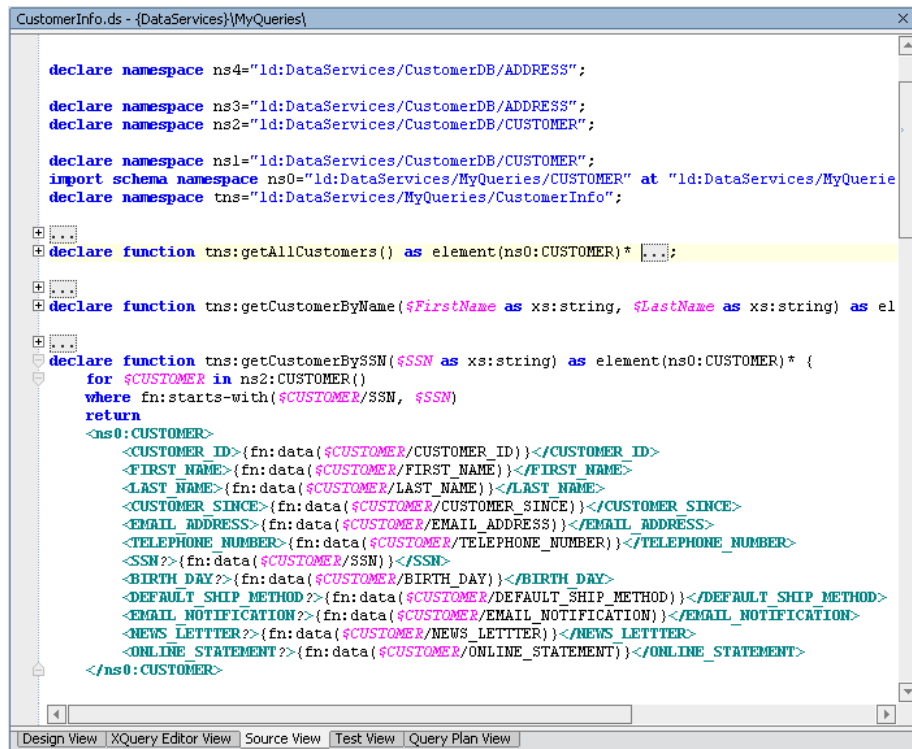 CustomerInfo.ds - {DataServices}\MyQueries\
declare namespace ns4="ld:DataServices/CustomerDB/ADDRESS";
declare namespace ns3="ld:DataServices/CustomerDB/ADDRESS";
declare namespace ns2="ld:DataServices/CustomerDB/CUSTOMER";
declare namespace ns1="ld:DataServices/CustomerDB/CUSTOMER";
import schema namespace ns0="ld:DataServices/MyQueries/CUSTOMER" at "ld:DataServices/MyQuerie
declare namespace tns="ld:DataServices/MyQueries/CustomerInfo";
...
declare function tns:getAllCustomers() as element(ns0:CUSTOMER)* ...;
...
declare function tns:getCustomerByName($FirstName as xs:string, $LastName as xs:string) as el
...
declare function tns:getCustomerBySSN($SSN as xs:string) as element(ns0:CUSTOMER)* {
for $CUSTOMER in ns2:CUSTOMER()
where fn:starts-with($CUSTOMER/SSN, $SSN)
return
<ns0:CUSTOMER>
<CUSTOMER_ID>{fn:data($CUSTOMER/CUSTOMER_ID)}</CUSTOMER_ID>
<FIRST_NAME>{fn:data($CUSTOMER/FIRST_NAME)}</FIRST_NAME>
<LAST_NAME>{fn:data($CUSTOMER/LAST_NAME)}</LAST_NAME>
<CUSTOMER_SINCE>{fn:data($CUSTOMER/CUSTOMER_SINCE)}</CUSTOMER_SINCE>
<EMAIL_ADDRESS>{fn:data($CUSTOMER/EMAIL_ADDRESS)}</EMAIL_ADDRESS>
<TELEPHONE_NUMBER>{fn:data($CUSTOMER/TELEPHONE_NUMBER)}</TELEPHONE_NUMBER>
<SSN?>{fn:data($CUSTOMER/SSN)}</SSN>
<BIRTH_DAY?>{fn:data($CUSTOMER/BIRTH_DAY)}</BIRTH_DAY>
<DEFAULT_SHIP_METHOD?>{fn:data($CUSTOMER/DEFAULT_SHIP_METHOD)}</DEFAULT_SHIP_METHOD>
<EMAIL_NOTIFICATION?>{fn:data($CUSTOMER/EMAIL_NOTIFICATION)}</EMAIL_NOTIFICATION>
<NEWS_LETTTER?>{fn:data($CUSTOMER/NEWS_LETTTER)}</NEWS_LETTTER>
<ONLINE_STATEMENT?>{fn:data($CUSTOMER/ONLINE_STATEMENT)}</ONLINE_STATEMENT>
</ns0:CUSTOMER>
Design View XQuery Editor View Source View Test View Query Plan View